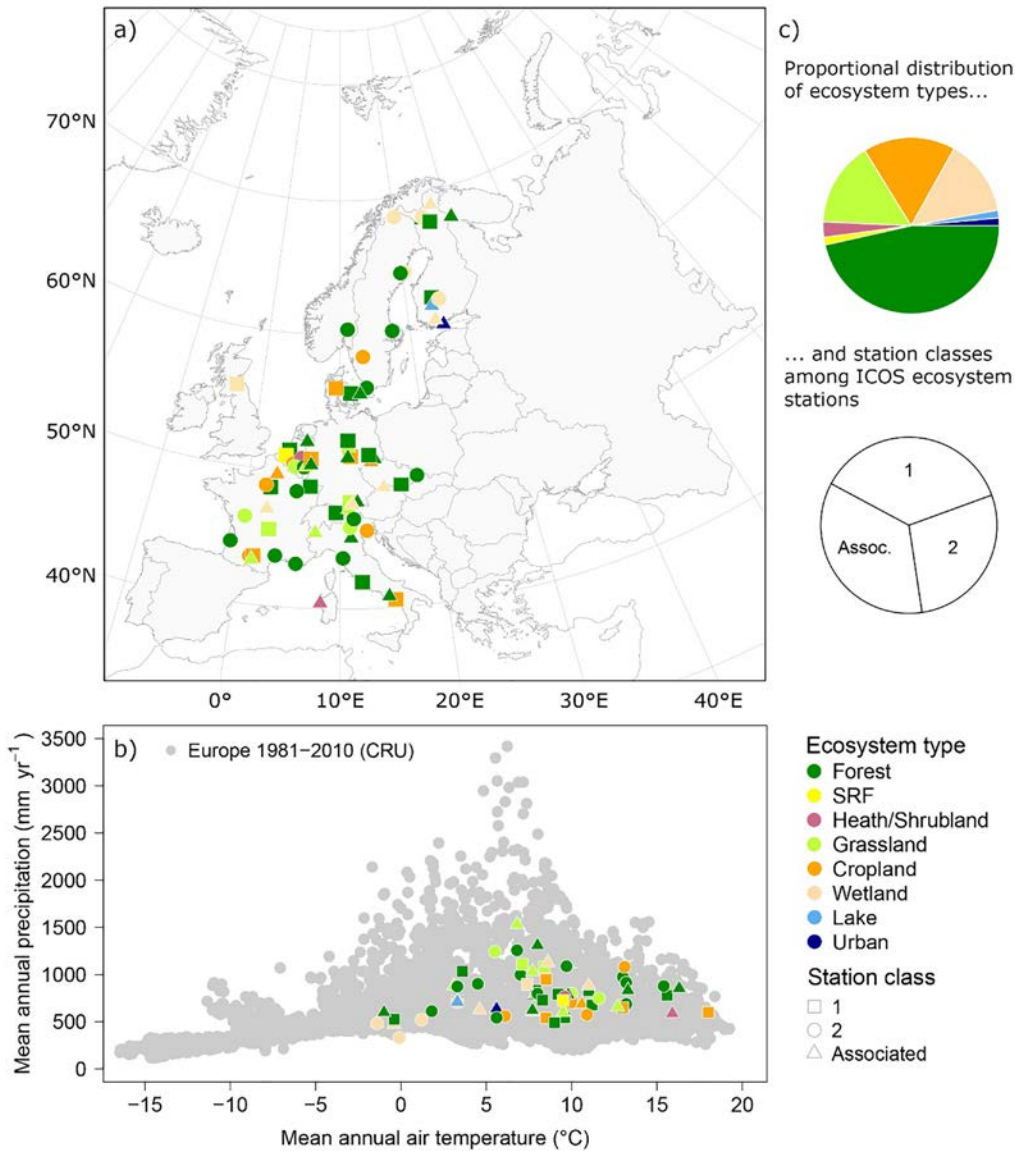 a)
70°N
60°N
50°N
40°N
0°
10°E
20°E
30°E
40°E
c)
Proportional distribution
of ecosystem types...
... and station classes
among ICOS ecosystem
stations
1
Assoc.
2
b)
Europe 1981−2010 (CRU)
Mean annual precipitation (mm yr⁻¹)
3500
3000
2500
2000
1500
1000
500
0
−15
−10
−5
0
5
10
15
20
Mean annual air temperature (°C)
Ecosystem type
Forest
SRF
Heath/Shrubland
Grassland
Cropland
Wetland
Lake
Urban
Station class
1
2
Associated